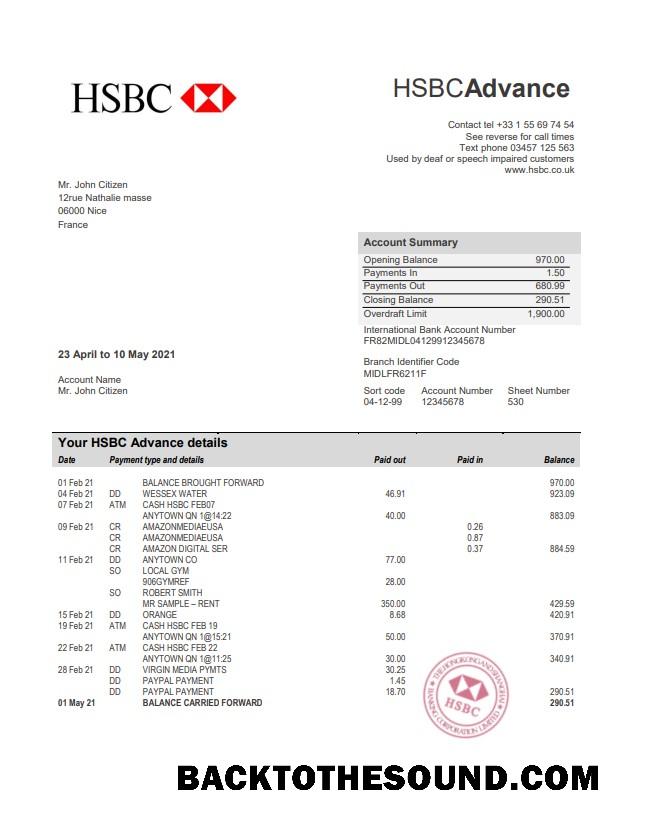 HSBC
HSBCAdvance
Contact tel +33 1 55 69 74 54
See reverse for call times
Text phone 03457 125 563
Used by deaf or speech impaired customers
www.hsbc.co.uk
Mr. John Citizen
12rue Nathalie masse
06000 Nice
France
Account Summary
Opening Balance 970.00
Payments In 1.50
Payments Out 680.99
Closing Balance 290.51
Overdraft Limit 1,900.00
International Bank Account Number
FR82MIDL04129912345678
23 April to 10 May 2021
Branch Identifier Code
MIDLFR6211F
Account Name
Mr. John Citizen
Sort code Account Number Sheet Number
04-12-99 12345678 530
Your HSBC Advance details
Date Payment type and details Paid out Paid in Balance
01 Feb 21 BALANCE BROUGHT FORWARD 970.00
04 Feb 21 DD WESSEX WATER 46.91 923.09
07 Feb 21 ATM CASH HSBC FEB07
ANYTOWN QN 1@14:22 40.00 883.09
09 Feb 21 CR AMAZONMEDIAEUSA 0.26
CR AMAZONMEDIAEUSA 0.87
CR AMAZON DIGITAL SER 0.37 884.59
11 Feb 21 DD ANYTOWN CO 77.00
SO LOCAL GYM
906GYMREF 28.00
SO ROBERT SMITH
MR SAMPLE – RENT 350.00 429.59
15 Feb 21 DD ORANGE 8.68 420.91
19 Feb 21 ATM CASH HSBC FEB 19
ANYTOWN QN 1@15:21 50.00 370.91
22 Feb 21 ATM CASH HSBC FEB 22
ANYTOWN QN 1@11:25 30.00 340.91
28 Feb 21 DD VIRGIN MEDIA PYMTS 30.25
DD PAYPAL PAYMENT 1.45
DD PAYPAL PAYMENT 18.70 290.51
01 May 21 BALANCE CARRIED FORWARD 290.51
THE HONGKONG AND SHANGHAI
HSBC
BANKING CORPORATION LIMITED
BACKTOTHESOUND.COM